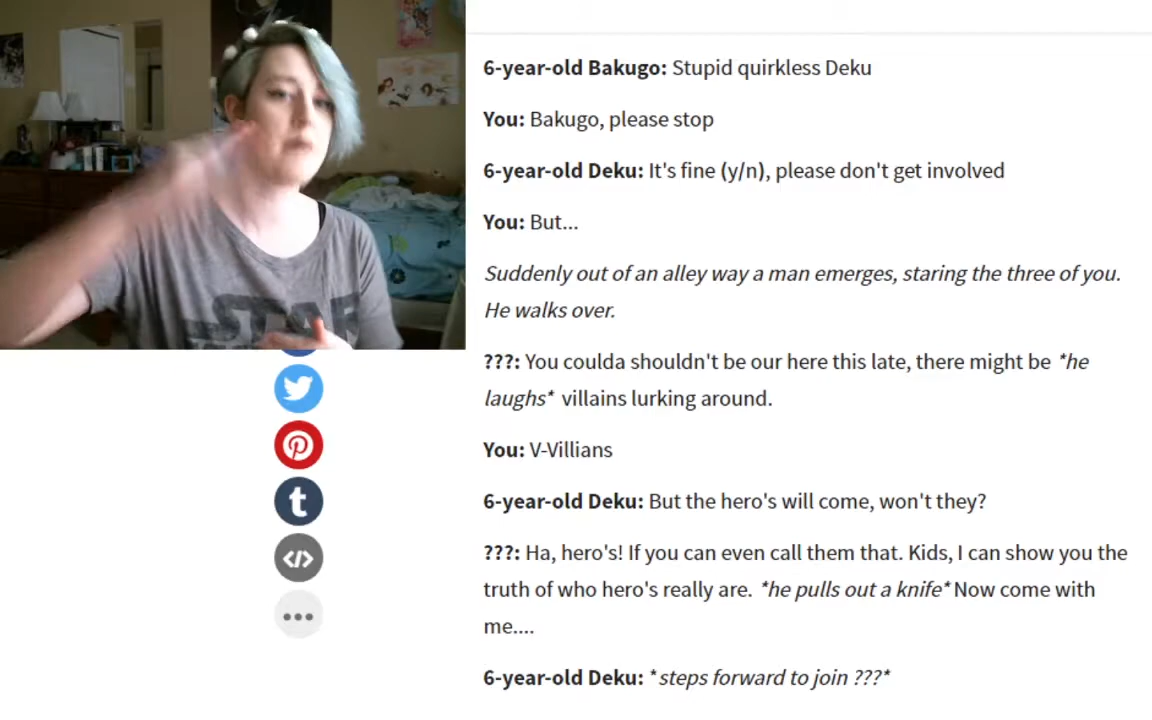 6-year-old Bakugo: Stupid quirkless Deku
You: Bakugo, please stop
6-year-old Deku: It's fine (y/n), please don't get involved
You: But...
Suddenly out of an alley way a man emerges, staring the three of you.
He walks over.
???: You coulda shouldn't be our here this late, there might be *he
laughs* villains lurking around.
You: V-Villians
6-year-old Deku: But the hero's will come, won't they?
???: Ha, hero's! If you can even call them that. Kids, I can show you the
truth of who hero's really are. *he pulls out a knife* Now come with
me....
6-year-old Deku: *steps forward to join ???*
STAR